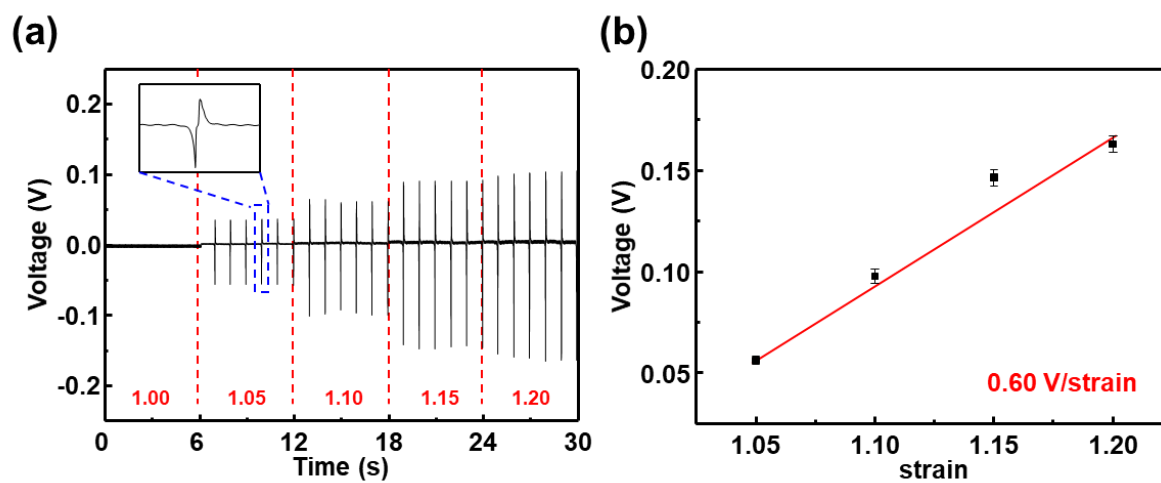 (a)
Voltage (V)
0.2
0.1
0.0
-0.1
-0.2
1.00 1.05 1.10 1.15 1.20
0 6 12 18 24 30
Time (s)
(b)
Voltage (V)
0.20
0.15
0.10
0.05
0.60 V/strain
1.05 1.10 1.15 1.20
strain